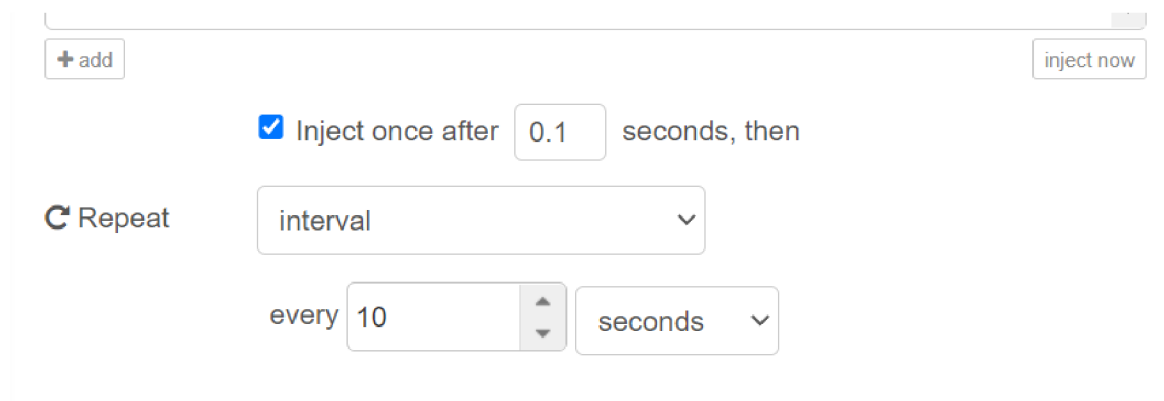 add inject now
Inject once after 0.1 seconds, then
Repeat interval
every 10 seconds